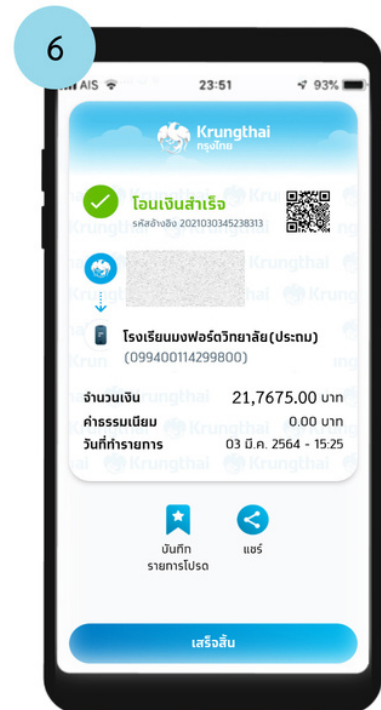 6
AIS 23:51 93%
Krungthai
กรุงไทย
โอนเงินสำเร็จ
รหัสอ้างอิง 2021030345238313
โรงเรียนมงฟอร์ตวิทยาลัย(ประถม)
(099400114299800)
จำนวนเงิน 21,7675.00 บาท
ค่าธรรมเนียม 0.00 บาท
วันที่ทำรายการ 03 มี.ค. 2564 - 15:25
บันทึก แชร์
รายการโปรด
เสร็จสิ้น